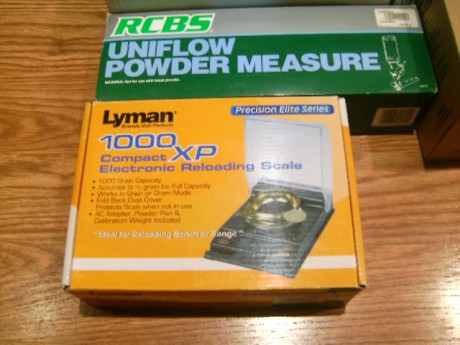 RCBS
UNIFLOW
POWDER MEASURE
Lyman®
Brands that Perform
Precision Elite Series
1000 XP
Compact
Electronic Reloading Scale
• 1000 Grain Capacity
• Works in Grain or Gram Mode
• Fold Back Dust Cover
Protects Scale when not in use
• AC Adapter, Powder Pan &
Calibration Weight Included
" Ideal for Reloading Bench or Range "